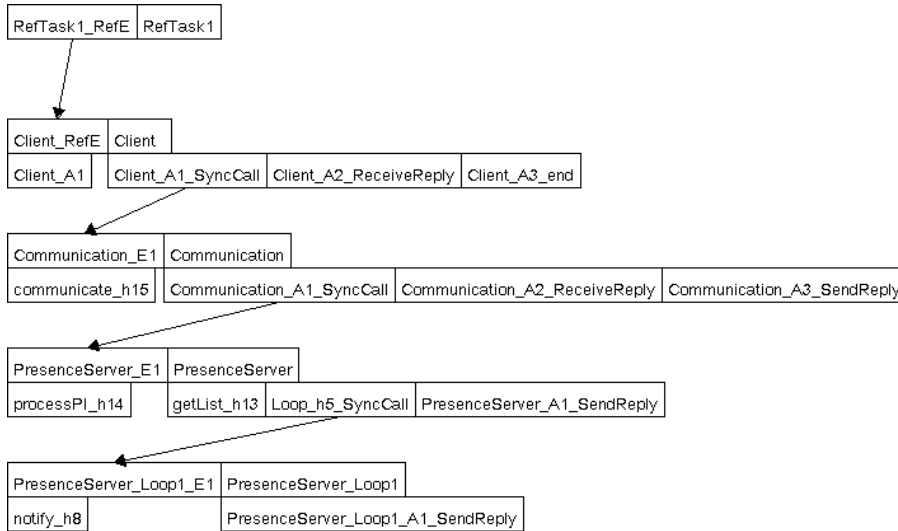 RefTask1_RefE RefTask1
Client_RefE Client
Client_A1 Client_A1_SyncCall Client_A2_ReceiveReply Client_A3_end
Communication_E1 Communication
communicate_h15 Communication_A1_SyncCall Communication_A2_ReceiveReply Communication_A3_SendReply
PresenceServer_E1 PresenceServer
processPI_h14 getList_h13 Loop_h5_SyncCall PresenceServer_A1_SendReply
PresenceServer_Loop1_E1 PresenceServer_Loop1
notify_h8 PresenceServer_Loop1_A1_SendReply